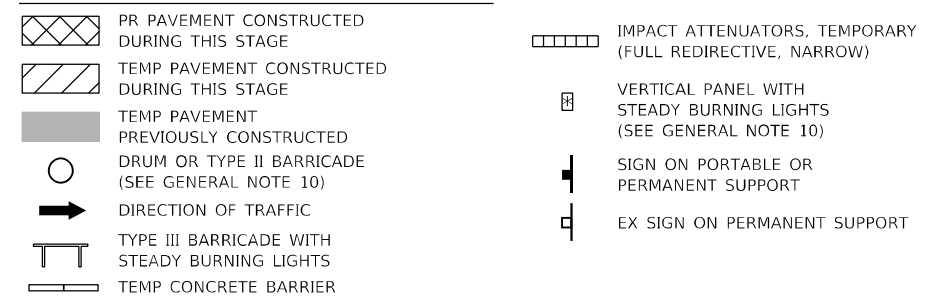 PR PAVEMENT CONSTRUCTED
DURING THIS STAGE
TEMP PAVEMENT CONSTRUCTED
DURING THIS STAGE
TEMP PAVEMENT
PREVIOUSLY CONSTRUCTED
DRUM OR TYPE II BARRICADE
(SEE GENERAL NOTE 10)
DIRECTION OF TRAFFIC
TYPE III BARRICADE WITH
STEADY BURNING LIGHTS
TEMP CONCRETE BARRIER
IMPACT ATTENUATORS, TEMPORARY
(FULL REDIRECTIVE, NARROW)
VERTICAL PANEL WITH
STEADY BURNING LIGHTS
(SEE GENERAL NOTE 10)
SIGN ON PORTABLE OR
PERMANENT SUPPORT
EX SIGN ON PERMANENT SUPPORT